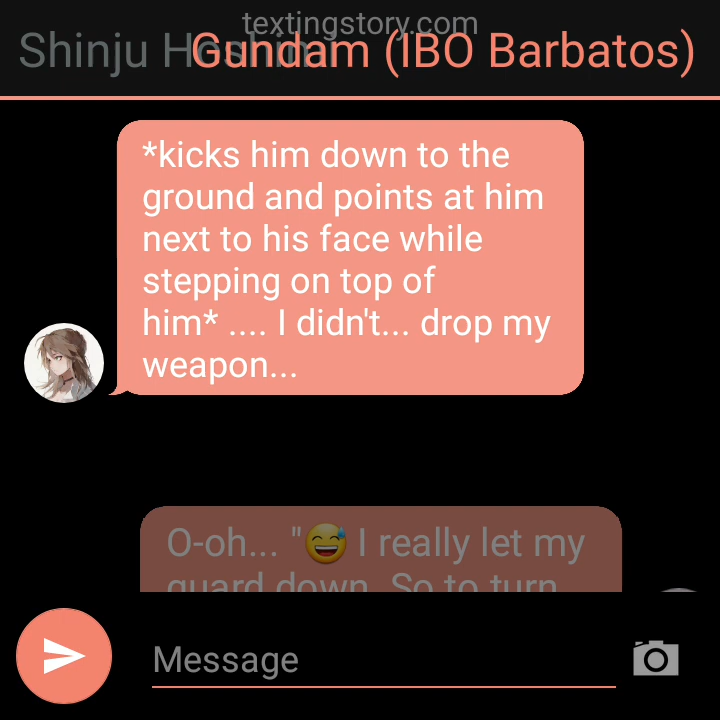 textingstory.com
Shinju Hoshimi
Gundam (IBO Barbatos)
*kicks him down to the
ground and points at him
next to his face while
stepping on top of
him* .... I didn't... drop my
weapon...
O-oh... "😅 I really let my
guard down. So to turn
Message